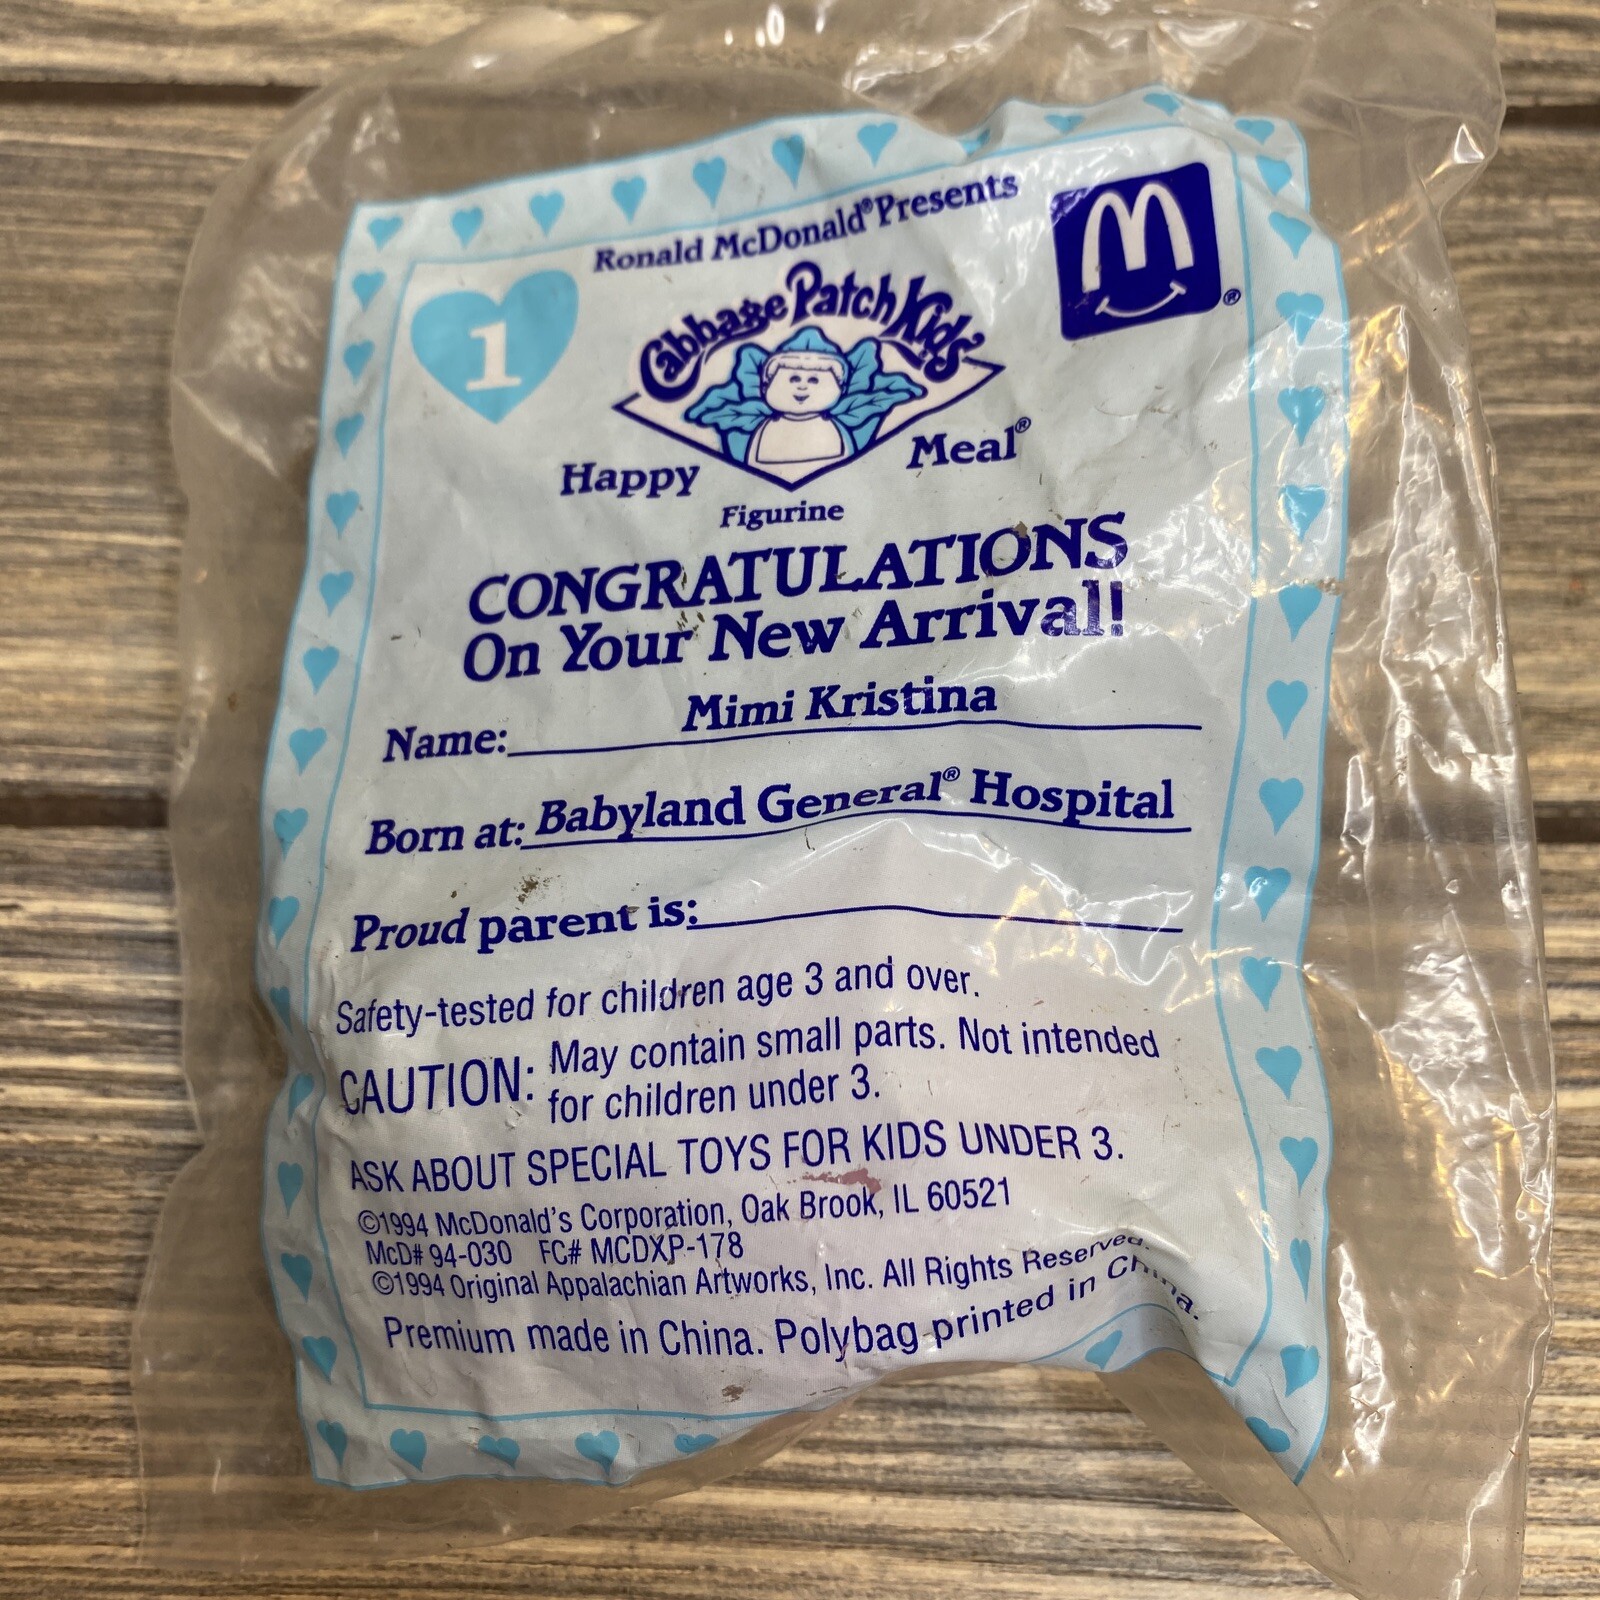 Ronald McDonald® Presents
1
Cabbage Patch Kids®
M
®
Happy Meal®
Figurine
CONGRATULATIONS
On Your New Arrival!
Name: Mimi Kristina
Born at: Babyland General® Hospital
Proud parent is:
Safety-tested for children age 3 and over.
CAUTION: May contain small parts. Not intended
for children under 3.
ASK ABOUT SPECIAL TOYS FOR KIDS UNDER 3.
©1994 McDonald's Corporation, Oak Brook, IL 60521
McD# 94-030 FC# MCDXP-178
©1994 Original Appalachian Artworks, Inc. All Rights Reserved.
Premium made in China. Polybag printed in China.